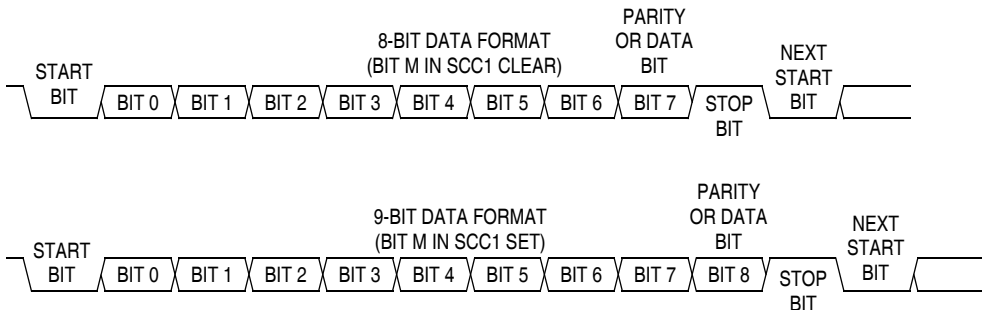 8-BIT DATA FORMAT
(BIT M IN SCC1 CLEAR)
PARITY
OR DATA
BIT
START
BIT
BIT 0
BIT 1
BIT 2
BIT 3
BIT 4
BIT 5
BIT 6
BIT 7
STOP
BIT
NEXT
START
BIT
9-BIT DATA FORMAT
(BIT M IN SCC1 SET)
PARITY
OR DATA
BIT
START
BIT
BIT 0
BIT 1
BIT 2
BIT 3
BIT 4
BIT 5
BIT 6
BIT 7
BIT 8
STOP
BIT
NEXT
START
BIT